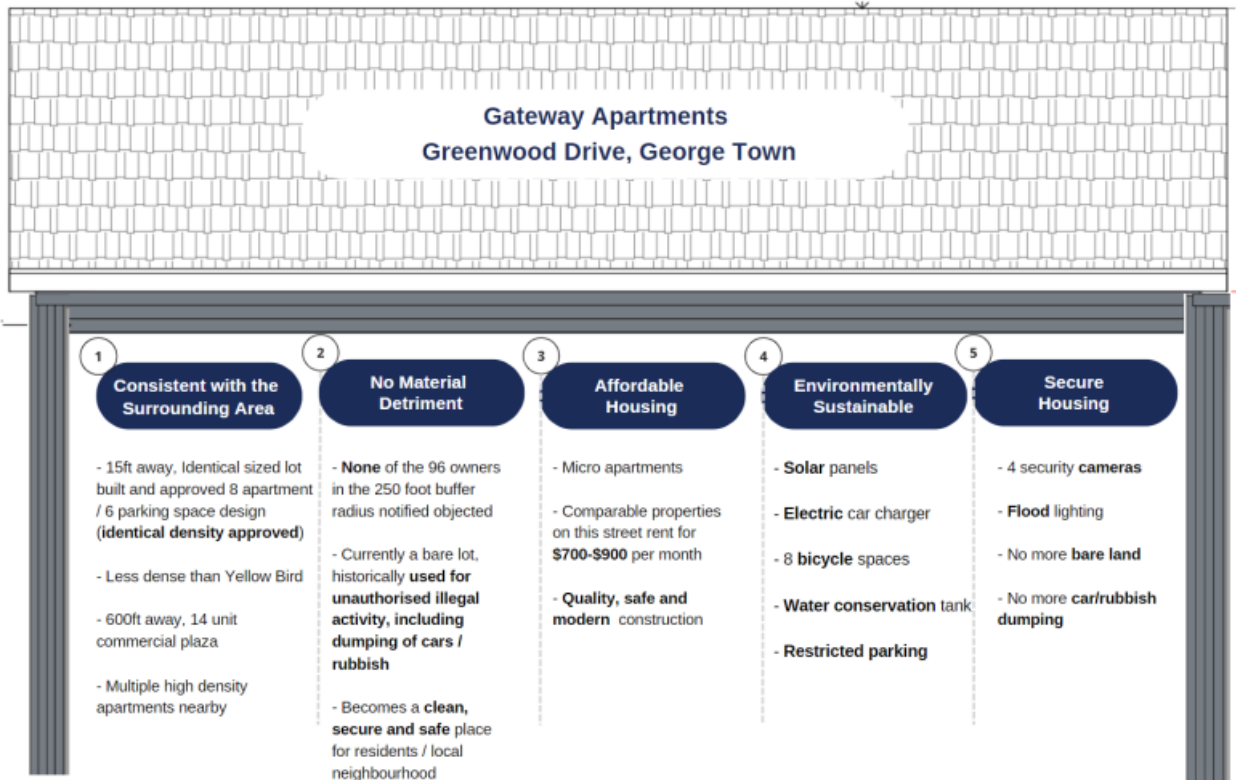 Gateway Apartments
Greenwood Drive, George Town
1
Consistent with the
Surrounding Area
- 15ft away, Identical sized lot
built and approved 8 apartment
/ 6 parking space design
(identical density approved)
- Less dense than Yellow Bird
- 600ft away, 14 unit
commercial plaza
- Multiple high density
apartments nearby
2
No Material
Detriment
- None of the 96 owners
in the 250 foot buffer
radius notified objected
- Currently a bare lot,
historically used for
unauthorised illegal
activity, including
dumping of cars /
rubbish
- Becomes a clean,
secure and safe place
for residents / local
neighbourhood
3
Affordable
Housing
- Micro apartments
- Comparable properties
on this street rent for
$700-$900 per month
- Quality, safe and
modern construction
4
Environmentally
Sustainable
- Solar panels
- Electric car charger
- 8 bicycle spaces
- Water conservation tank
- Restricted parking
5
Secure
Housing
- 4 security cameras
- Flood lighting
- No more bare land
- No more car/rubbish
dumping